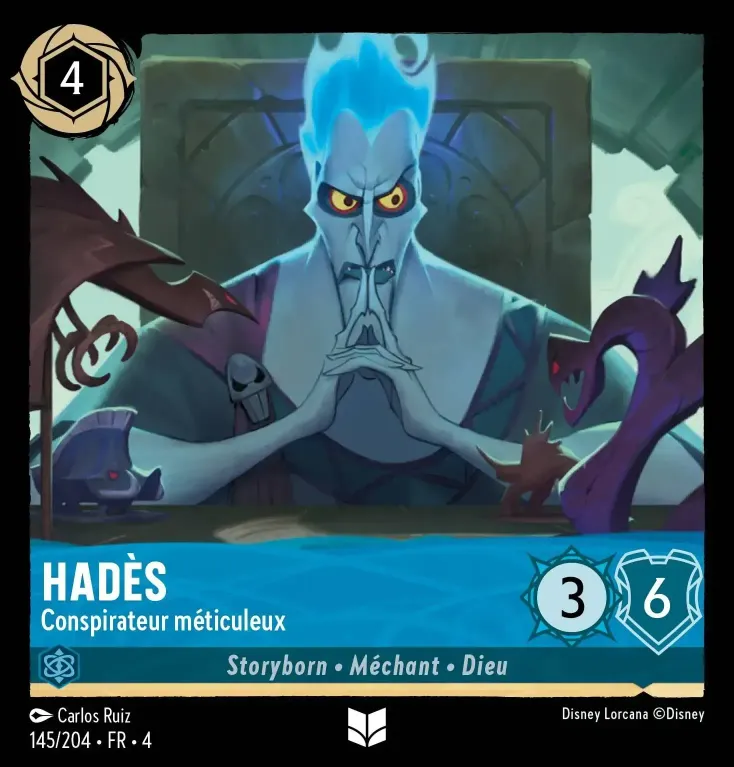 4
HADÈS
Conspirateur méticuleux
3
6
Storyborn • Méchant • Dieu
Carlos Ruiz
Disney Lorcana ©Disney
145/204 • FR • 4